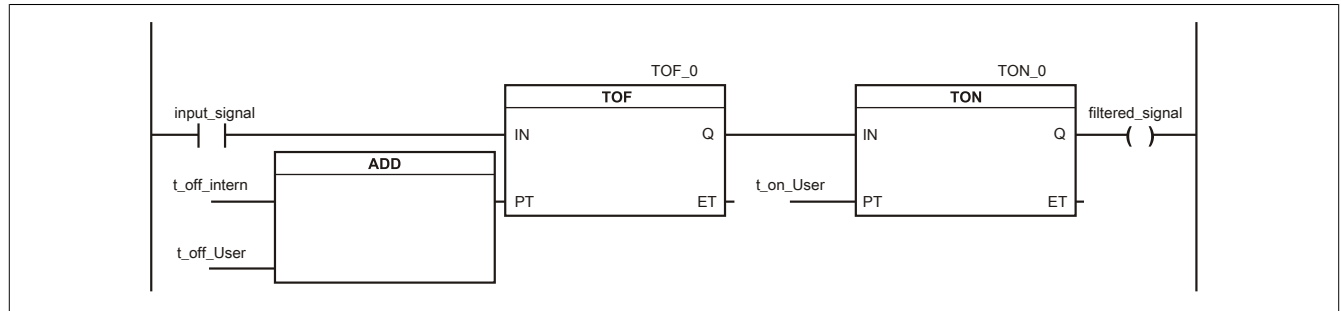 TOF_0
TON_0
TOF
TON
input_signal
filtered_signal
IN
Q
IN
Q
ADD
t_off_intern
t_on_User
PT
ET
PT
ET
t_off_User